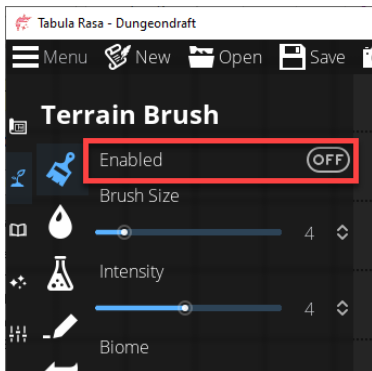 Tabula Rasa - Dungeondraft
Menu New Open Save
Terrain Brush
Enabled OFF
Brush Size
4
Intensity
4
Biome